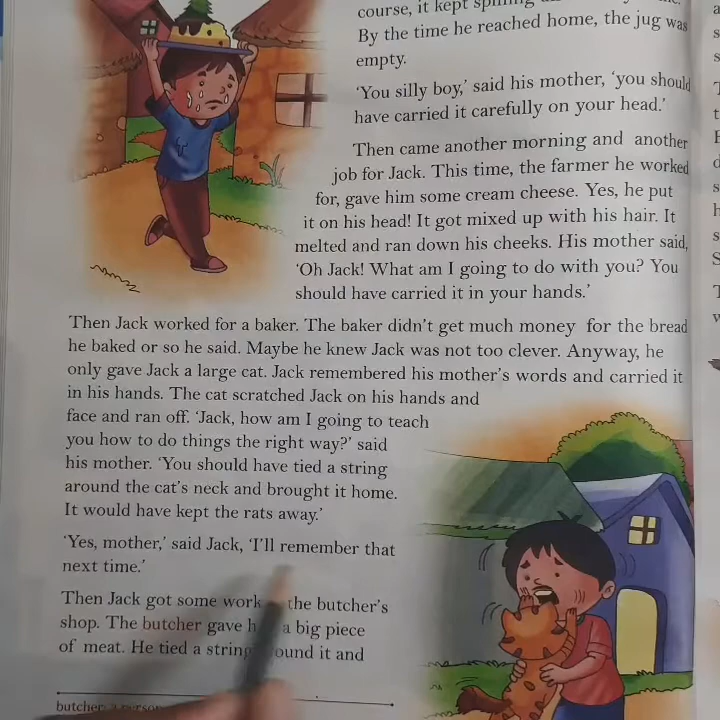 course, it kept
By the time he reached home, the jug was
empty.
'You silly boy,' said his mother, 'you should
have carried it carefully on your head.'
Then came another morning and another
job for Jack. This time, the farmer he worked
for, gave him some cream cheese. Yes, he put
it on his head! It got mixed up with his hair. It
melted and ran down his cheeks. His mother said,
'Oh Jack! What am I going to do with you? You
should have carried it in your hands.'
Then Jack worked for a baker. The baker didn't get much money for the bread
he baked or so he said. Maybe he knew Jack was not too clever. Anyway, he
only gave Jack a large cat. Jack remembered his mother's words and carried it
in his hands. The cat scratched Jack on his hands and
face and ran off. 'Jack, how am I going to teach
you how to do things the right way?' said
his mother. 'You should have tied a string
around the cat's neck and brought it home.
It would have kept the rats away.'
'Yes, mother,' said Jack, 'I'll remember that
next time.'
Then Jack got some work the butcher's
shop. The butcher gave a big piece
of meat. He tied a string it and
butcher: a